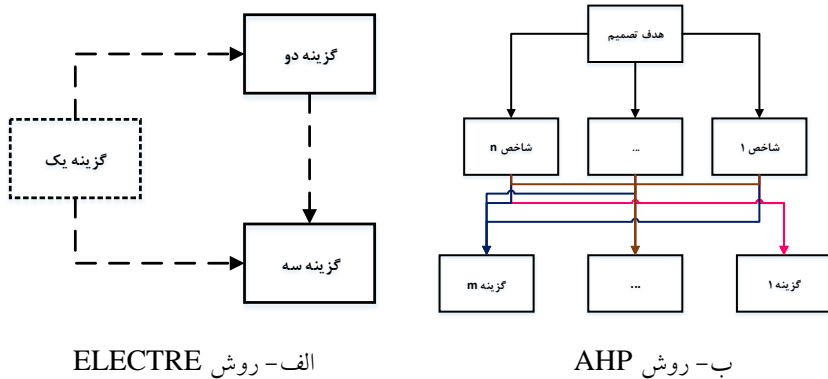 هدف تصمیم
شاخص ۱
...
شاخص n
گزینه ۱
...
گزینه m
ب- روش AHP
گزینه دو
گزینه یک
گزینه سه
الف- روش ELECTRE